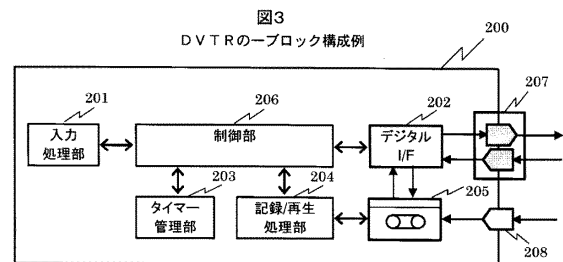 図3
DVTRの一ブロック構成例
200
201
206
202
207
入力
処理部
制御部
デジタル
I/F
203
204
205
タイマー
管理部
記録/再生
処理部
208